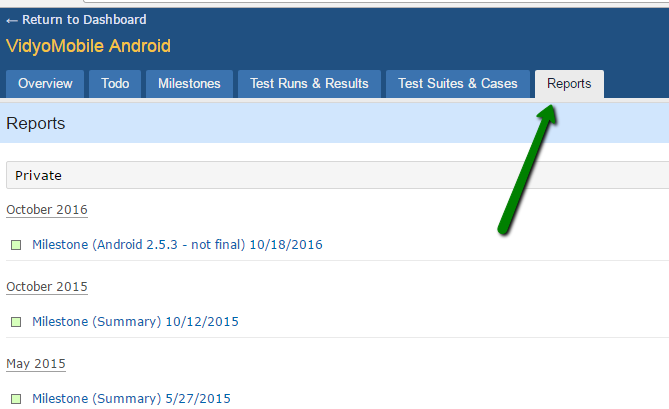 ← Return to Dashboard
VidyoMobile Android
Overview Todo Milestones Test Runs & Results Test Suites & Cases Reports
Reports
Private
October 2016
Milestone (Android 2.5.3 - not final) 10/18/2016
October 2015
Milestone (Summary) 10/12/2015
May 2015
Milestone (Summary) 5/27/2015